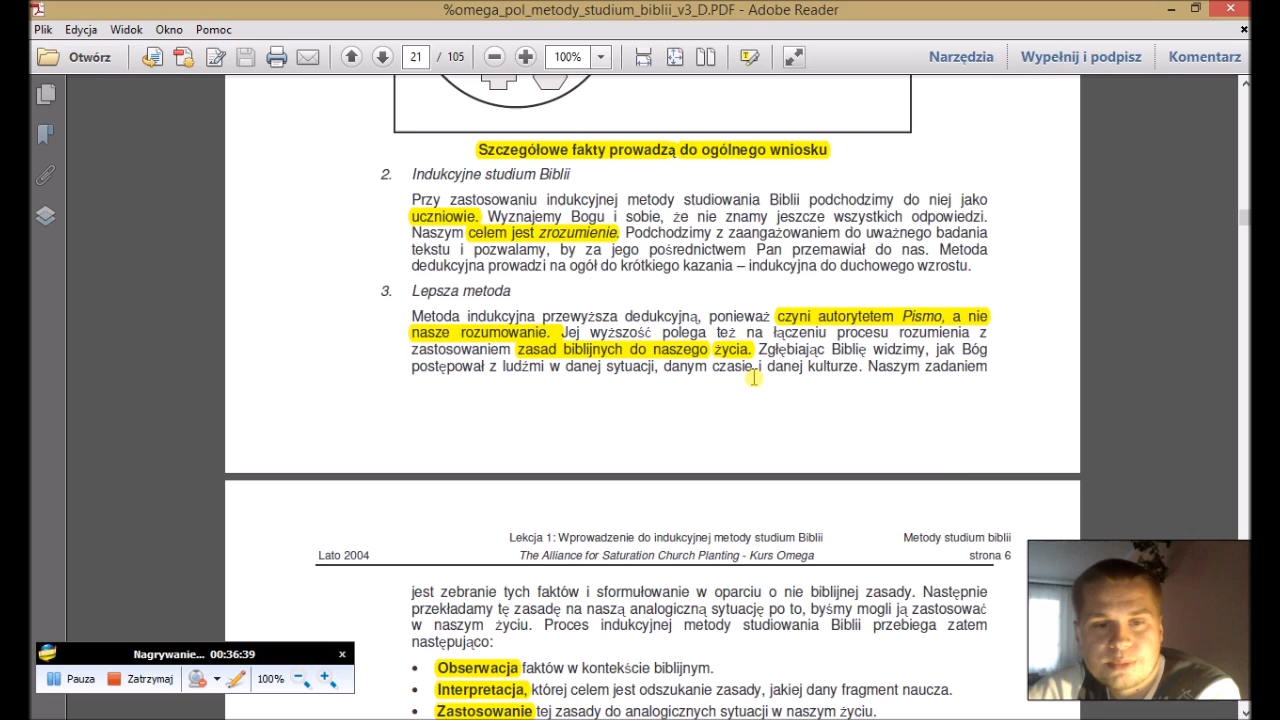 %omega_pol_metody_studium_biblii_v3_D.PDF - Adobe Reader
Plik Edycja Widok Okno Pomoc
Otwórz 21 / 105 100% Narzędzia Wypełnij i podpisz Komentarz
Szczegółowe fakty prowadzą do ogólnego wniosku
2. Indukcyjne studium Biblii
Przy zastosowaniu indukcyjnej metody studiowania Biblii podchodzimy do niej jako
uczniowie. Wyznajemy Bogu i sobie, że nie znamy jeszcze wszystkich odpowiedzi.
Naszym celem jest zrozumienie. Podchodzimy z zaangażowaniem do uważnego badania
tekstu i pozwalamy, by za jego pośrednictwem Pan przemawiał do nas. Metoda
dedukcyjna prowadzi na ogół do krótkiego kazania – indukcyjna do duchowego wzrostu.
3. Lepsza metoda
Metoda indukcyjna przewyższa dedukcyjną, ponieważ czyni autorytetem Pismo, a nie
nasze rozumowanie. Jej wyższość polega też na łączeniu procesu rozumienia z
zastosowaniem zasad biblijnych do naszego życia. Zgłębiając Biblię widzimy, jak Bóg
postępował z ludźmi w danej sytuacji, danym czasie i danej kulturze. Naszym zadaniem
Lekcja 1: Wprowadzenie do indukcyjnej metody studium Biblii Metody studium biblii
Lato 2004 The Alliance for Saturation Church Planting - Kurs Omega strona 6
jest zebranie tych faktów i sformułowanie w oparciu o nie biblijnej zasady. Następnie
przekładamy tę zasadę na naszą analogiczną sytuację po to, byśmy mogli ją zastosować
w naszym życiu. Proces indukcyjnej metody studiowania Biblii przebiega zatem
następująco:
• Obserwacja faktów w kontekście biblijnym.
• Interpretacja, której celem jest odszukanie zasady, jakiej dany fragment naucza.
• Zastosowanie tej zasady do analogicznych sytuacji w naszym życiu.
Nagrywanie... 00:36:39
Pauza Zatrzymaj 100%